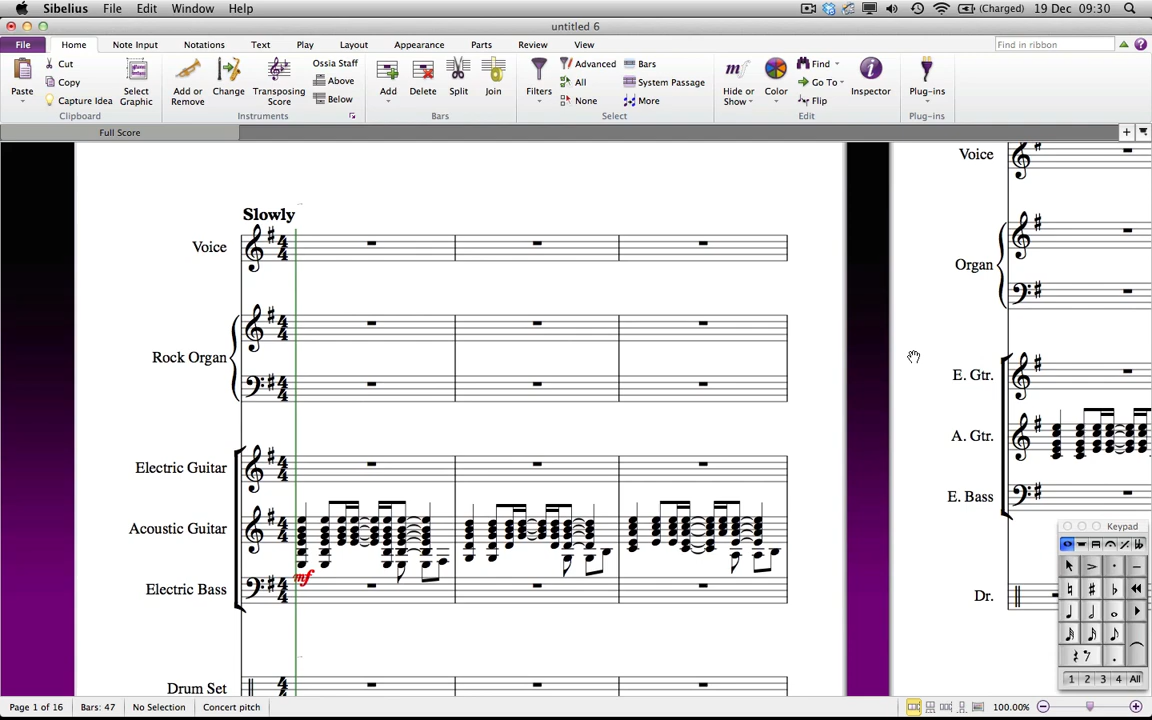 Sibelius File Edit Window Help (Charged) 19 Dec 09:30
untitled 6
File Home Note Input Notations Text Play Layout Appearance Parts Review View Find in ribbon
Paste Cut Copy Capture Idea Select Graphic Add or Remove Change Transposing Score Ossia Staff Above Below Add Delete Split Join Filters Advanced All None Bars System Passage More Hide or Show Color Find Go To Flip Inspector Plug-ins
Clipboard Instruments Bars Select Edit Plug-ins
Full Score
Slowly
Voice
Rock Organ
Electric Guitar
Acoustic Guitar
mf
Electric Bass
Drum Set
Voice
Organ
E. Gtr.
A. Gtr.
E. Bass
Dr.
Keypad
1 2 3 4 All
Page 1 of 16 Bars: 47 No Selection Concert pitch 100.00%